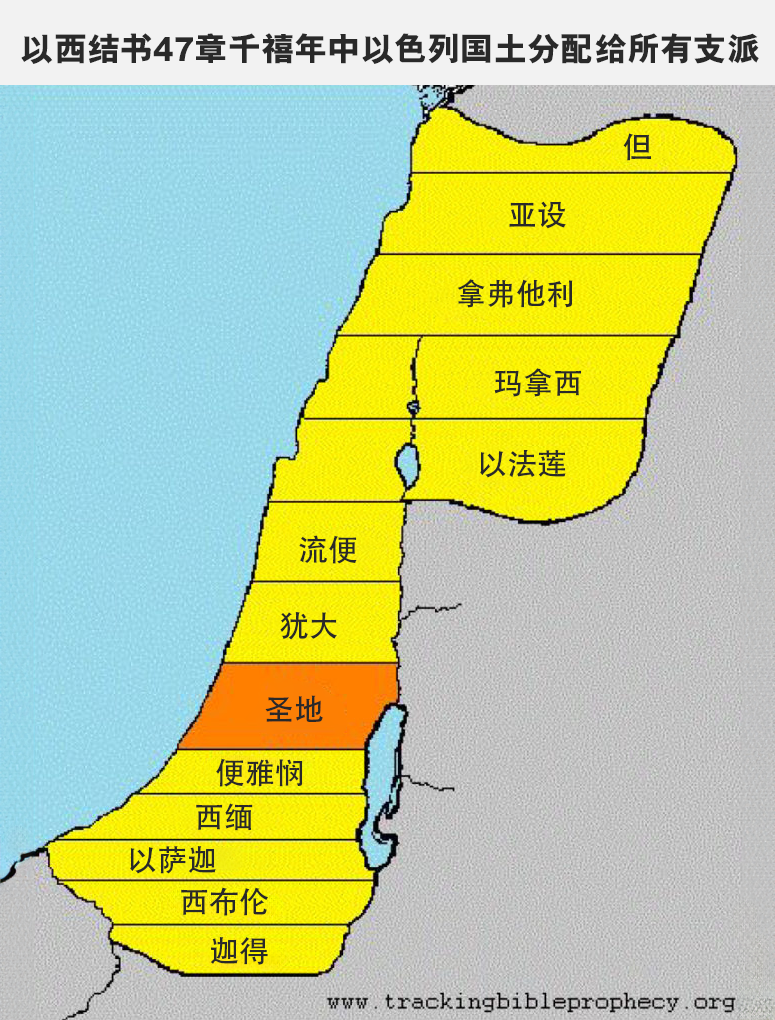 以西结书47章千禧年中以色列国土分配给所有支派
但
亚设
拿弗他利
玛拿西
以法莲
流便
犹大
圣地
便雅悯
西缅
以萨迦
西布伦
迦得
www.trackingbibleprophecy.org